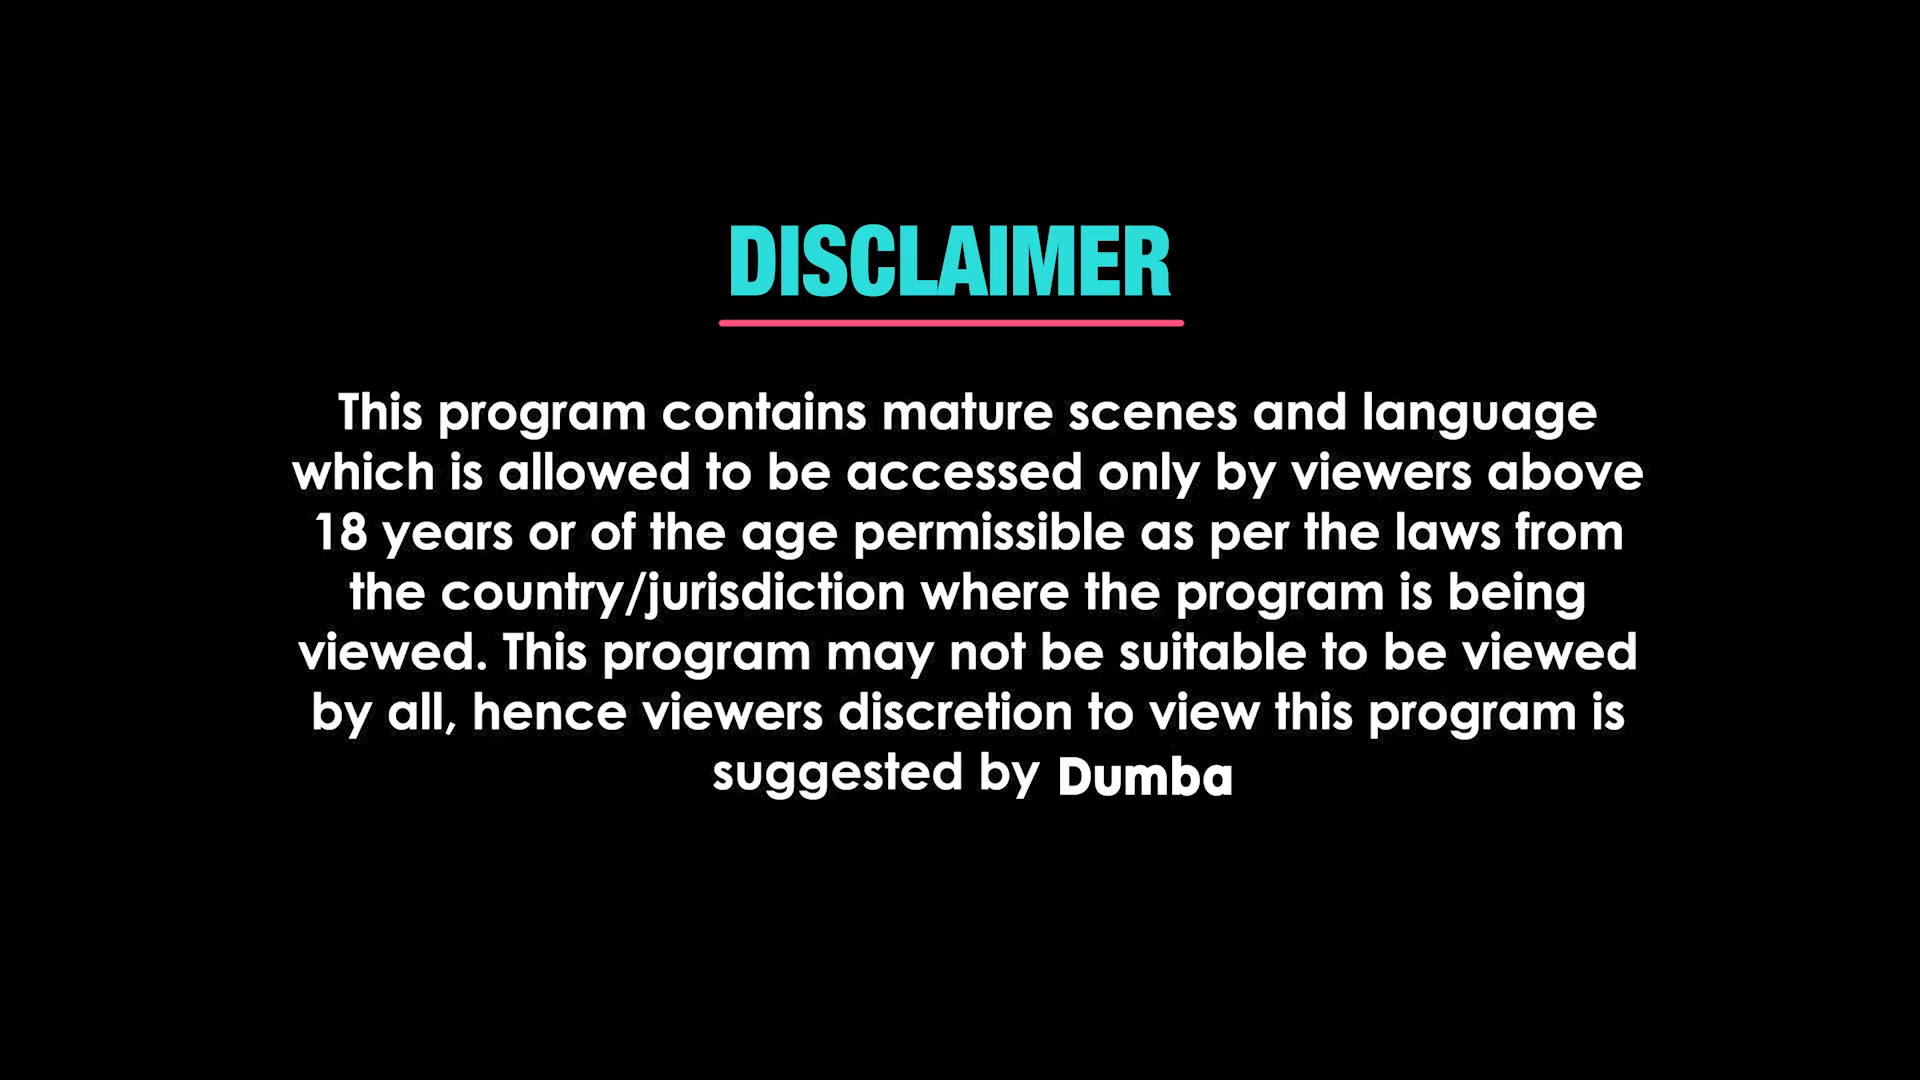 DISCLAIMER
This program contains mature scenes and language
which is allowed to be accessed only by viewers above
18 years or of the age permissible as per the laws from
the country/jurisdiction where the program is being
viewed. This program may not be suitable to be viewed
by all, hence viewers discretion to view this program is
suggested by Dumba